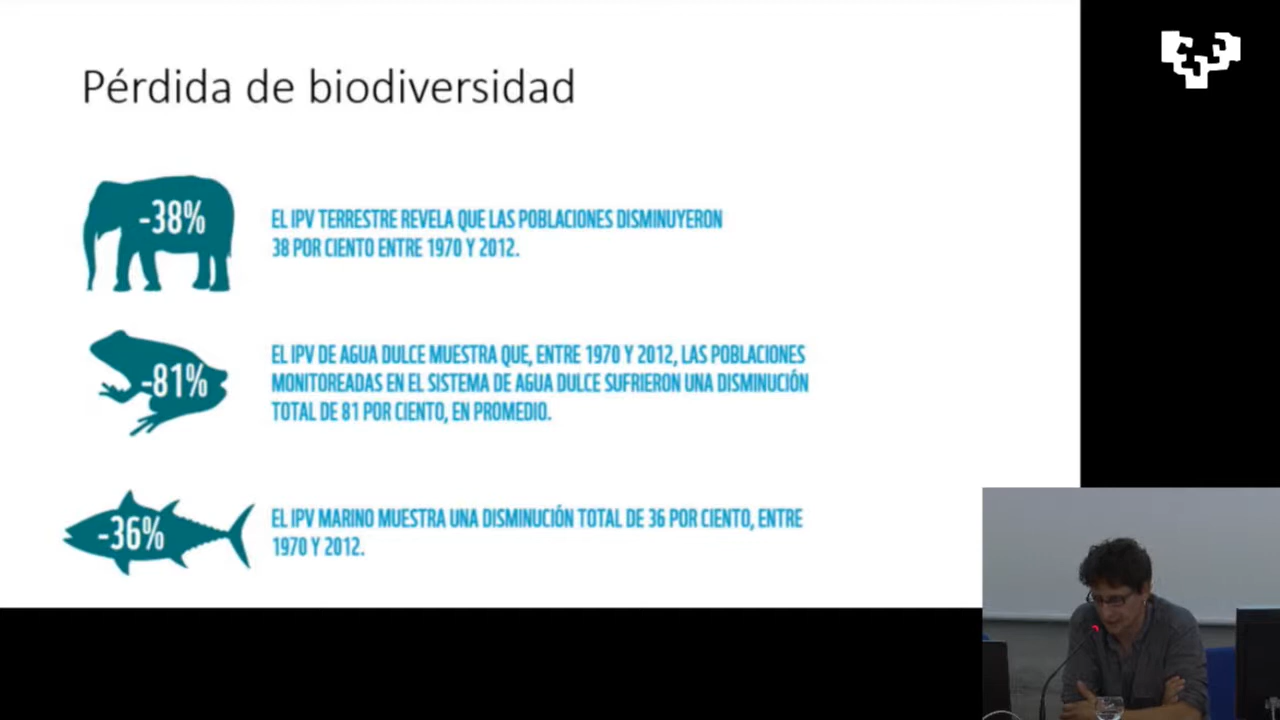 Pérdida de biodiversidad
-38%
EL IPV TERRESTRE REVELA QUE LAS POBLACIONES DISMINUYERON
38 POR CIENTO ENTRE 1970 Y 2012.
-81%
EL IPV DE AGUA DULCE MUESTRA QUE, ENTRE 1970 Y 2012, LAS POBLACIONES
MONITOREADAS EN EL SISTEMA DE AGUA DULCE SUFRIERON UNA DISMINUCIÓN
TOTAL DE 81 POR CIENTO, EN PROMEDIO.
-36%
EL IPV MARINO MUESTRA UNA DISMINUCIÓN TOTAL DE 36 POR CIENTO, ENTRE
1970 Y 2012.